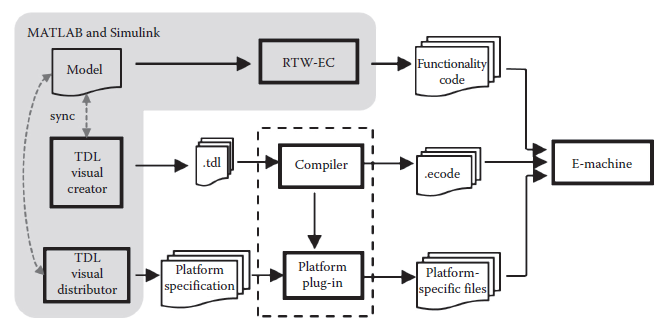 MATLAB and Simulink
Model
RTW-EC
Functionality
code
sync
TDL
visual
creator
.tdl
Compiler
.ecode
E-machine
TDL
visual
distributor
Platform
specification
Platform
plug-in
Platform-
specific files